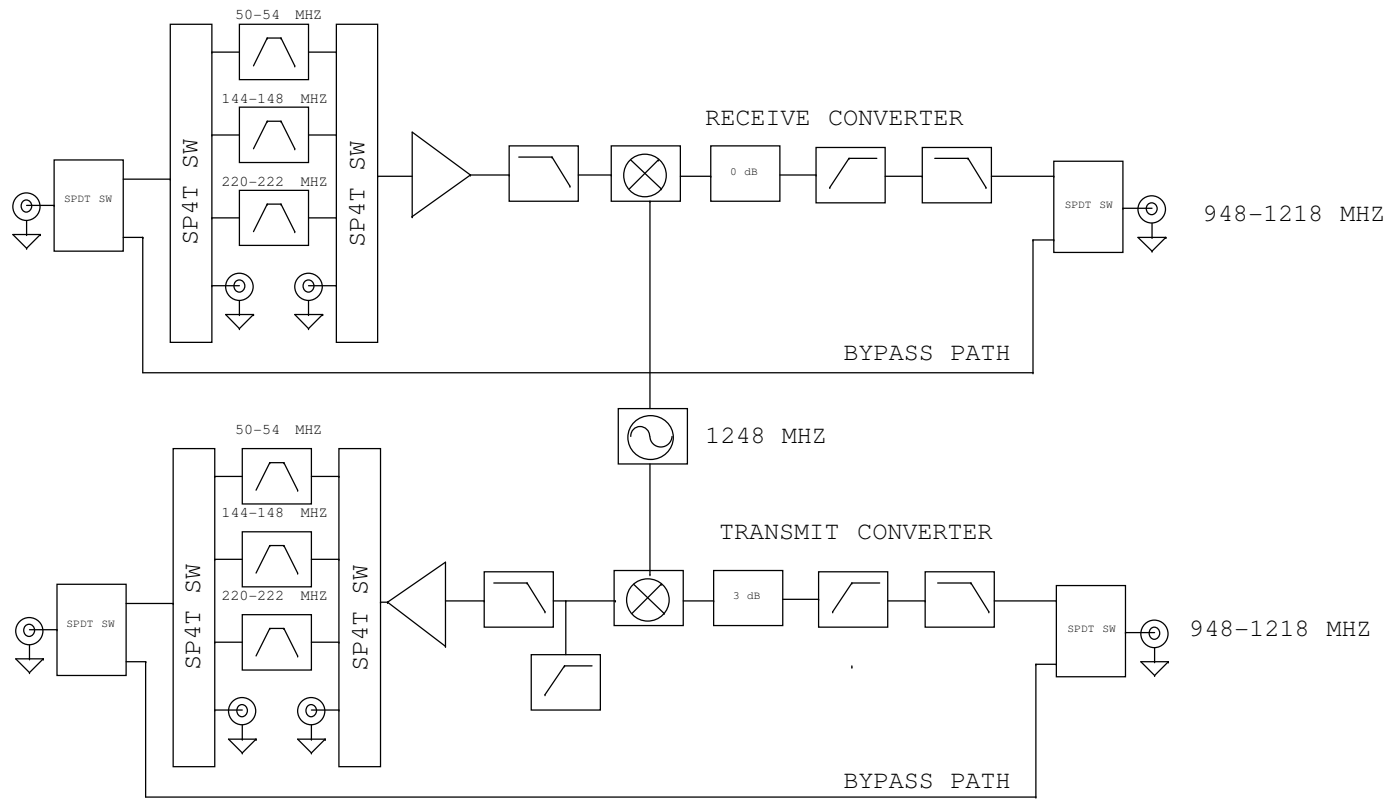 50-54 MHZ
144-148 MHZ
220-222 MHZ
SP4T SW
SP4T SW
SPDT SW
RECEIVE CONVERTER
0 dB
SPDT SW
948-1218 MHZ
BYPASS PATH
1248 MHZ
50-54 MHZ
144-148 MHZ
220-222 MHZ
SP4T SW
SP4T SW
SPDT SW
TRANSMIT CONVERTER
3 dB
SPDT SW
948-1218 MHZ
BYPASS PATH